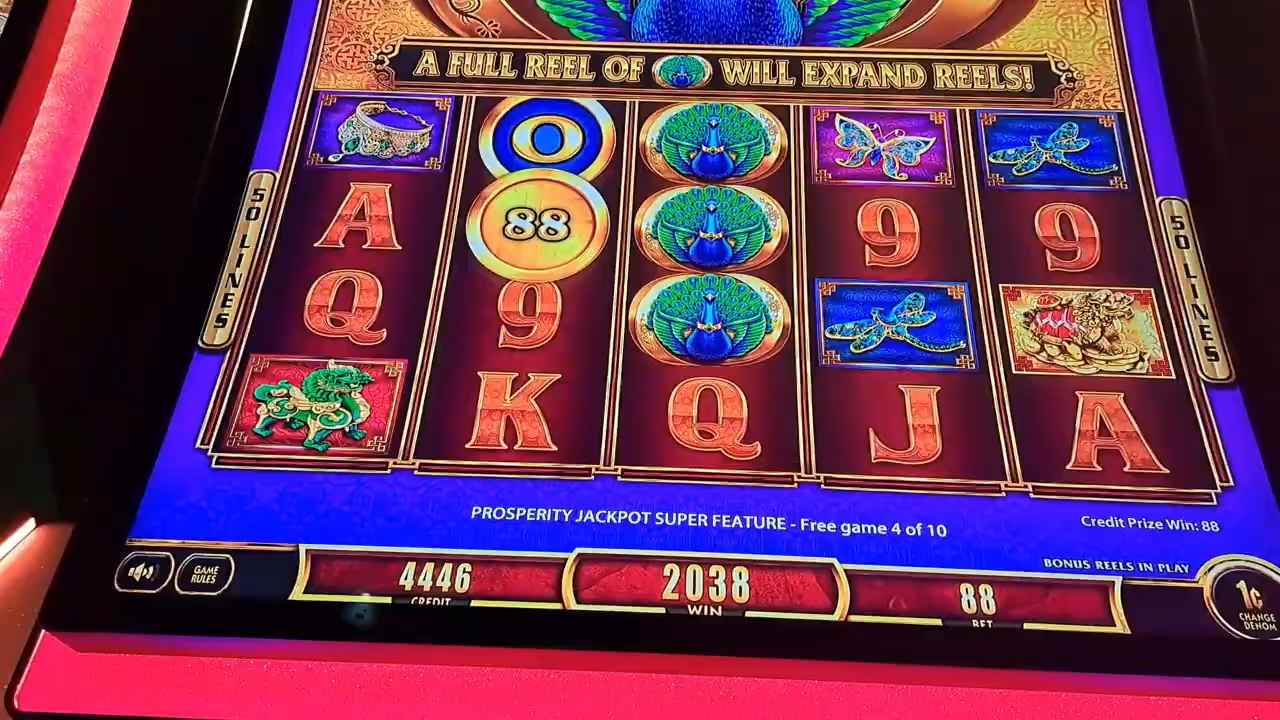 A FULL REEL OF WILL EXPAND REELS!
50 LINES
50 LINES
88
A
9
9
Q
9
K
Q
J
A
PROSPERITY JACKPOT SUPER FEATURE - Free game 4 of 10
Credit Prize Win: 88
BONUS REELS IN PLAY
GAME
RULES
4446
CREDIT
2038
WIN
88
BET
1¢
CHANGE
DENOM